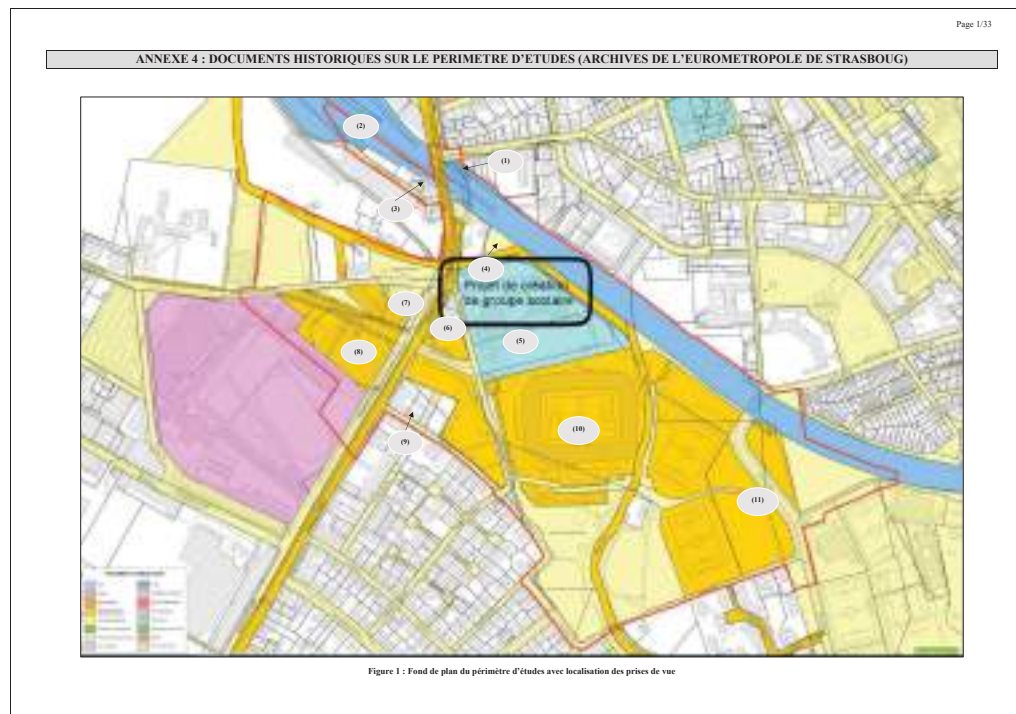 Page 1/33
ANNEXE 4 : DOCUMENTS HISTORIQUES SUR LE PERIMETRE D'ETUDES (ARCHIVES DE L'EUROMETROPOLE DE STRASBOUG)
(2)
(1)
(3)
(4)
Projet de création
de groupe scolaire
(7)
(6)
(5)
(8)
(10)
(9)
(11)
Figure 1 : Fond de plan du périmètre d'études avec localisation des prises de vue